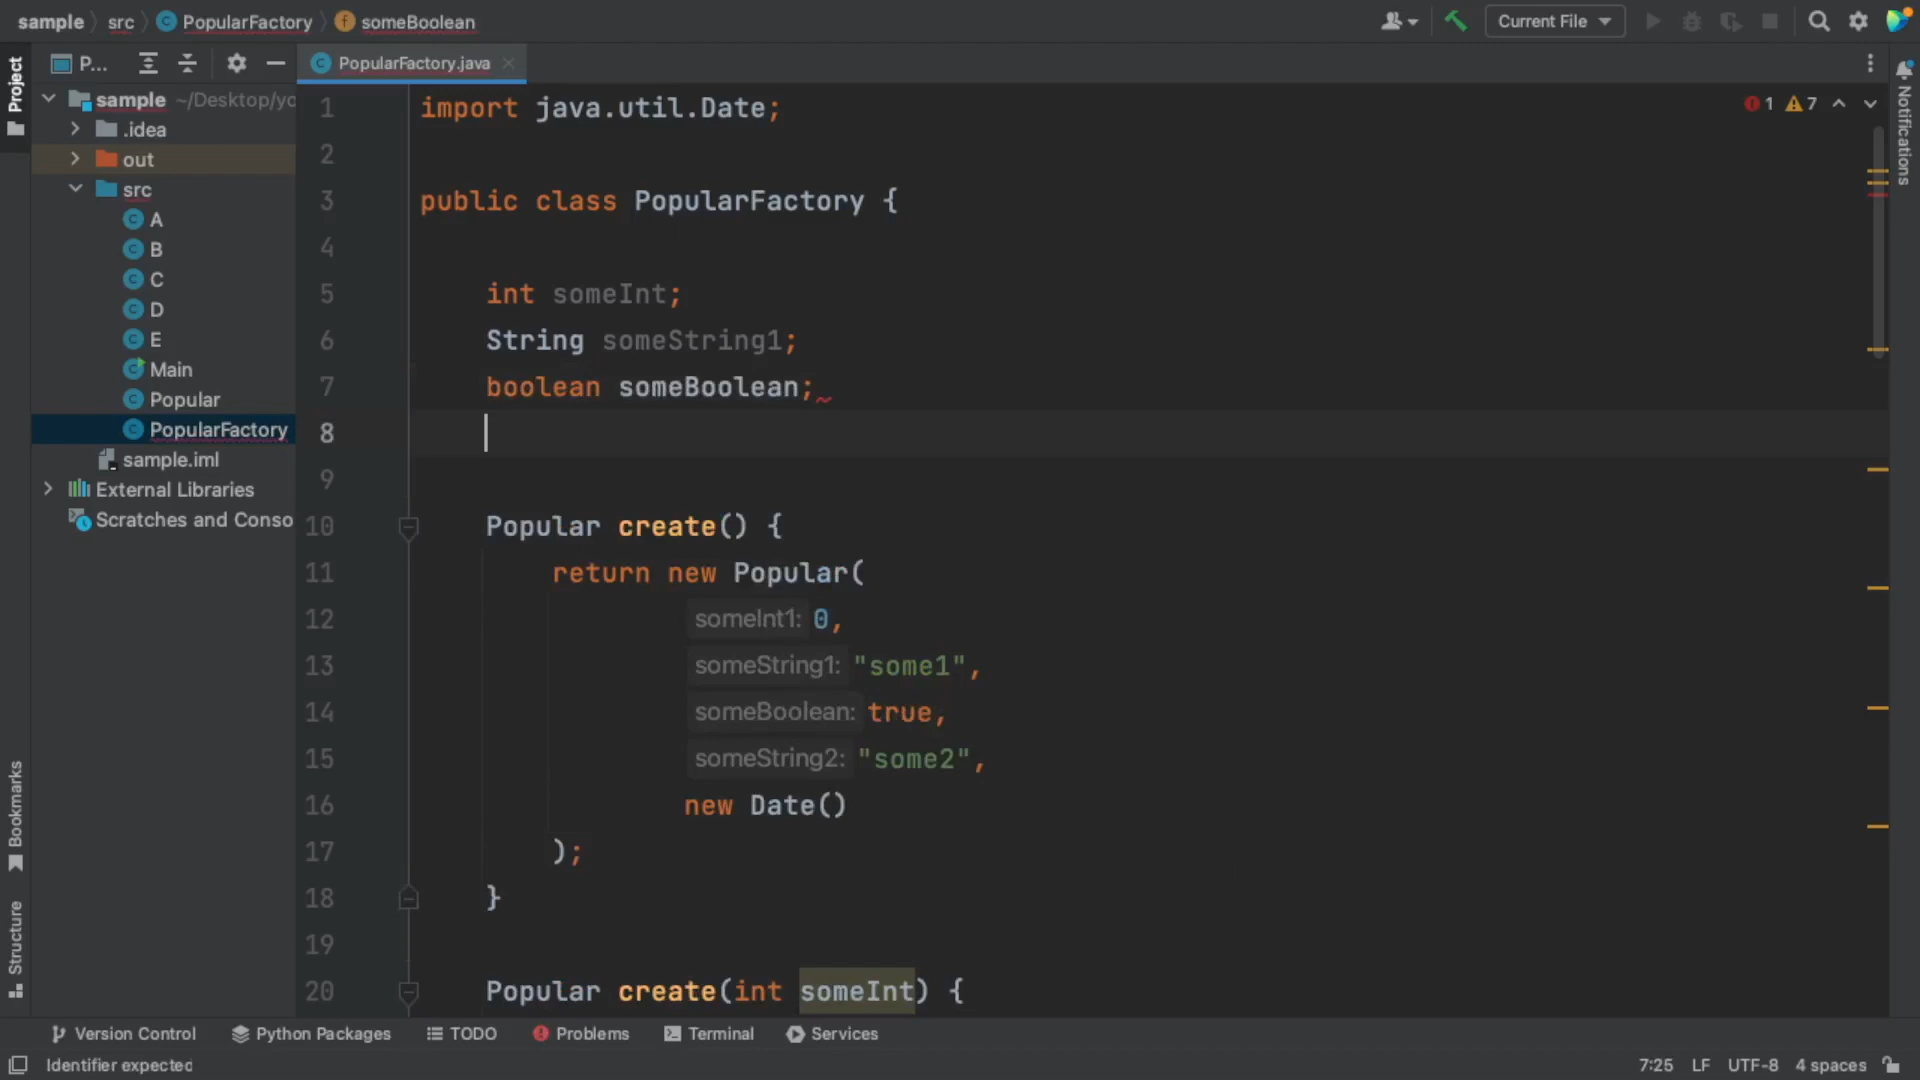 sample src PopularFactory someBoolean Current File
Project P... PopularFactory.java
sample ~/Desktop/yo
.idea
out
src
A
B
C
D
E
Main
Popular
PopularFactory
sample.iml
External Libraries
Scratches and Conso
1 import java.util.Date;
2
3 public class PopularFactory {
4
5 int someInt;
6 String someString1;
7 boolean someBoolean;
8
9
10 Popular create() {
11 return new Popular(
12 someInt1: 0,
13 someString1: "some1",
14 someBoolean: true,
15 someString2: "some2",
16 new Date()
17 );
18 }
19
20 Popular create(int someInt) {
1 7
Notifications
Bookmarks
Structure
Version Control Python Packages TODO Problems Terminal Services
Identifier expected 7:25 LF UTF-8 4 spaces